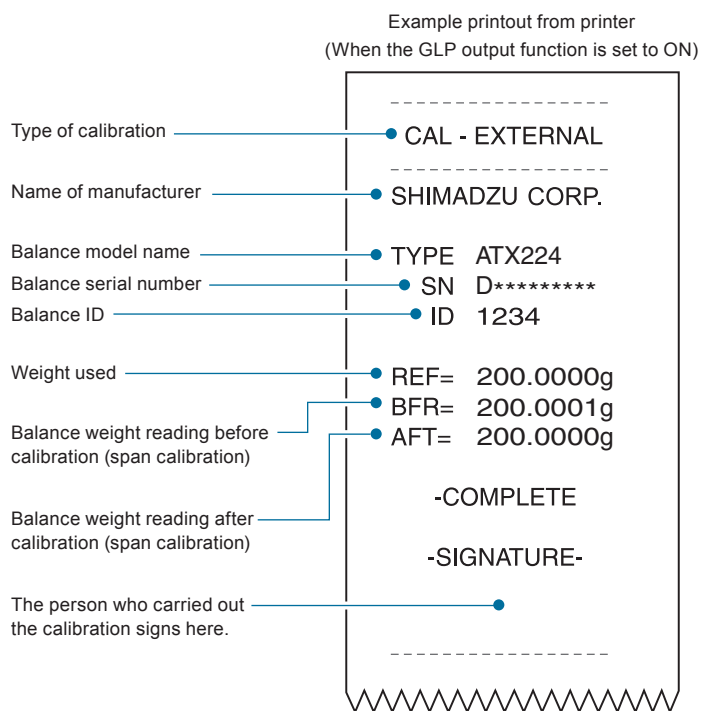 Example printout from printer
(When the GLP output function is set to ON)
Type of calibration
CAL - EXTERNAL
Name of manufacturer
SHIMADZU CORP.
Balance model name
TYPE ATX224
Balance serial number
SN D*********
Balance ID
ID 1234
Weight used
REF= 200.0000g
BFR= 200.0001g
Balance weight reading before
calibration (span calibration)
AFT= 200.0000g
Balance weight reading after
calibration (span calibration)
-COMPLETE
-SIGNATURE-
The person who carried out
the calibration signs here.